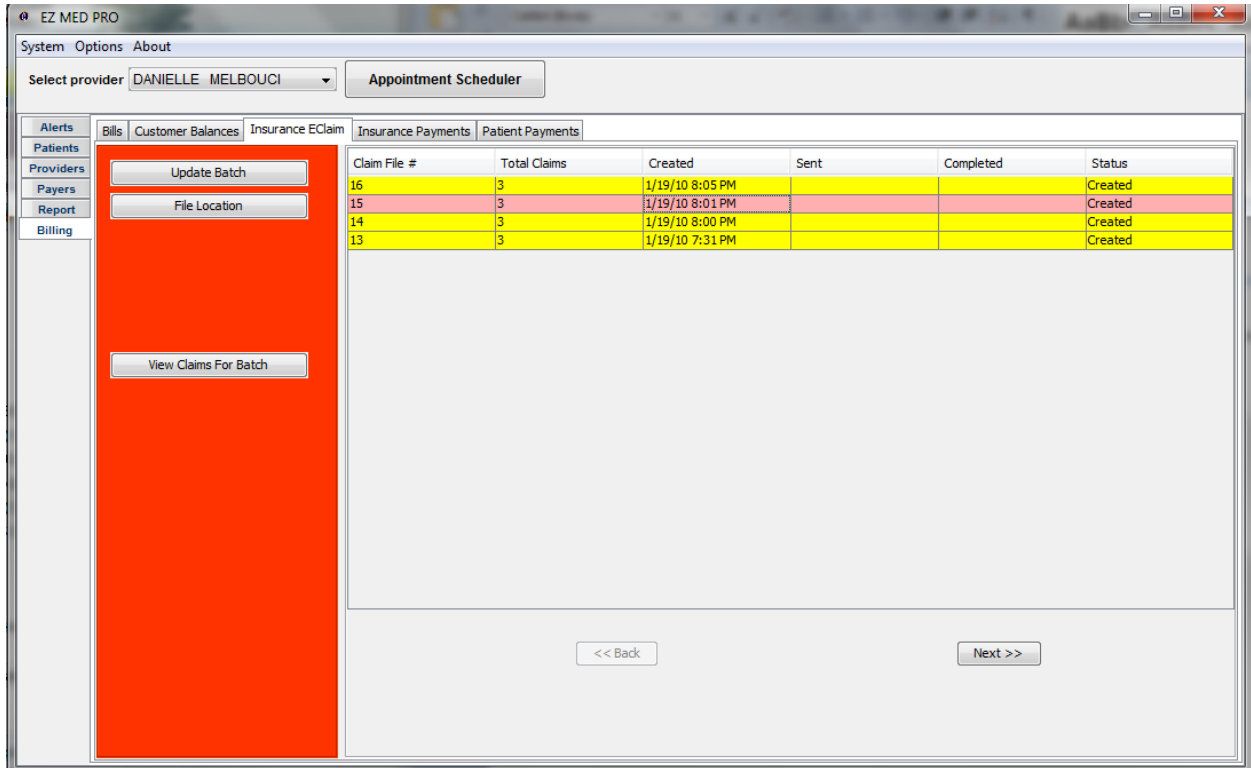 EZ MED PRO
System Options About
Select provider DANIELLE MELBOUCI Appointment Scheduler
Alerts
Patients
Providers
Payers
Report
Billing
Bills Customer Balances Insurance EClaim Insurance Payments Patient Payments
Update Batch
File Location
View Claims For Batch
Claim File # Total Claims Created Sent Completed Status
16 3 1/19/10 8:05 PM Created
15 3 1/19/10 8:01 PM Created
14 3 1/19/10 8:00 PM Created
13 3 1/19/10 7:31 PM Created
<< Back Next >>